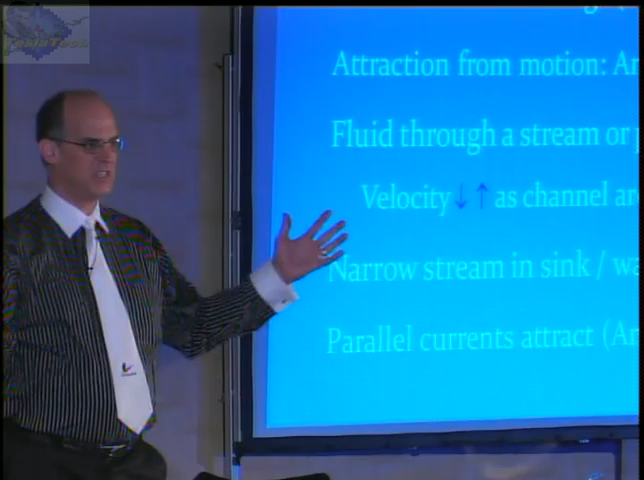 TeslaTech
Attraction from motion: Ar
Fluid through a stream or
Velocity ↓ ↑ as channel ar
Narrow stream in sink / wa
Parallel currents attract (Ar